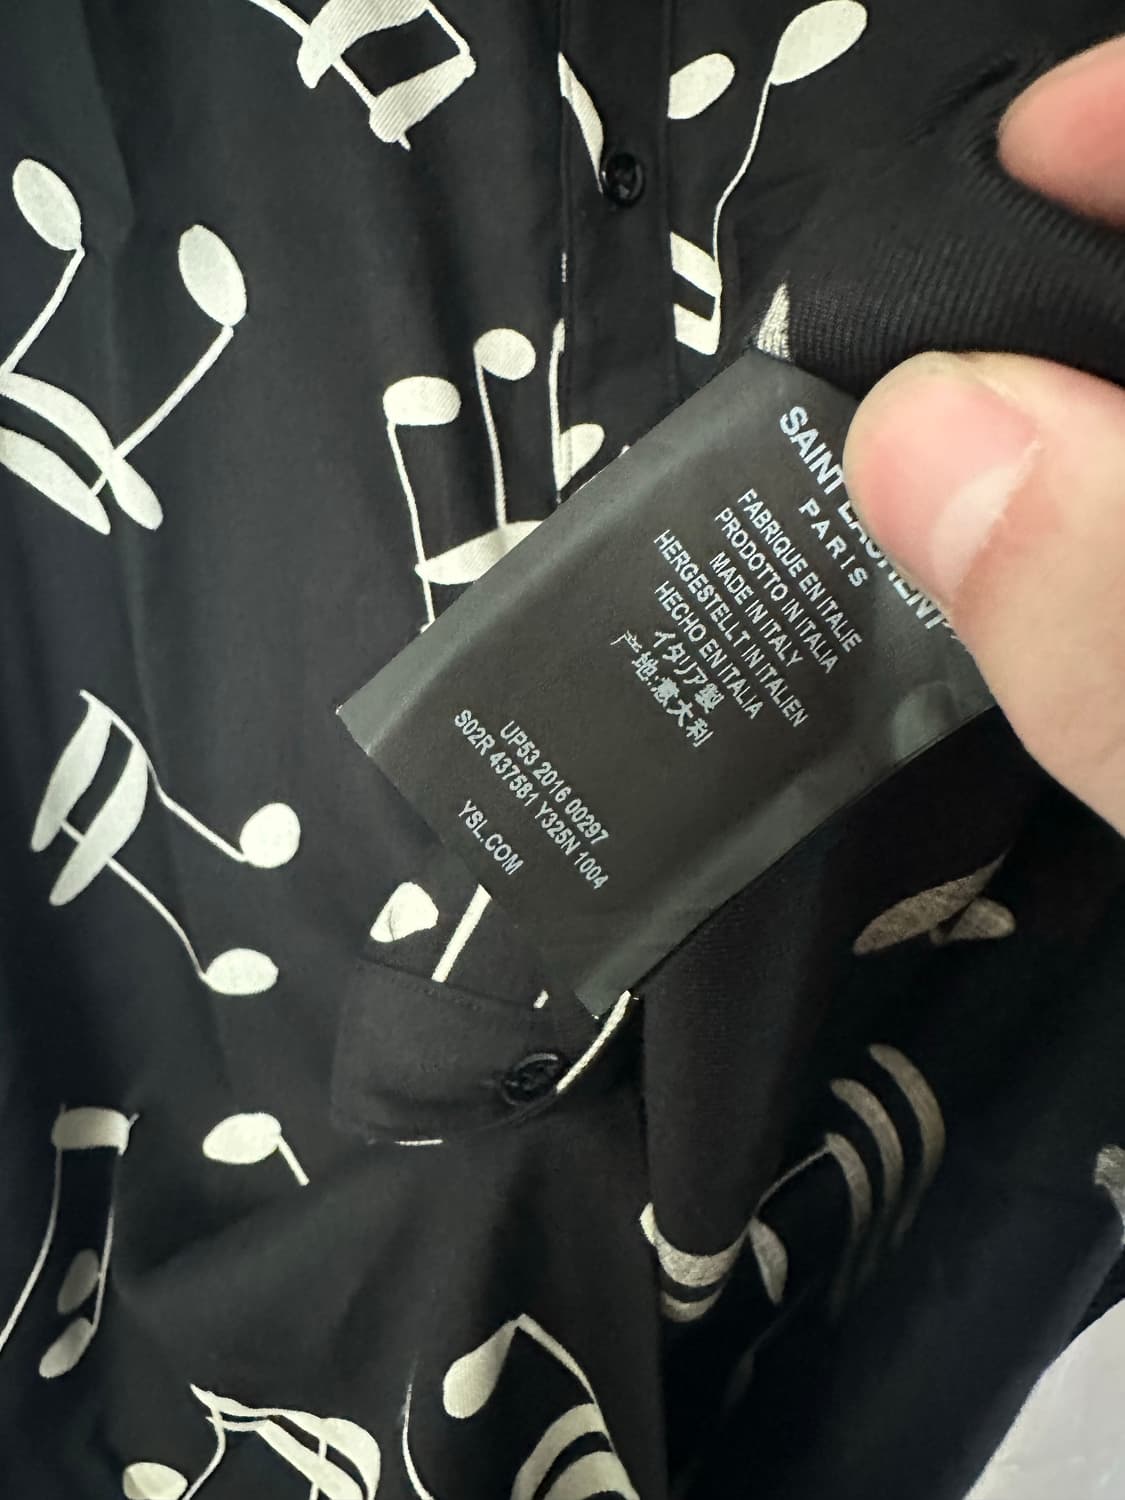 SAINT LAURENT
PARIS
FABRIQUE EN ITALIE
PRODOTTO IN ITALIA
MADE IN ITALY
HERGESTELLT IN ITALIEN
HECHO EN ITALIA
イタリア製
产地:意大利
UP53 2016 00297
S02R 437581 Y325N 1004
YSL.COM